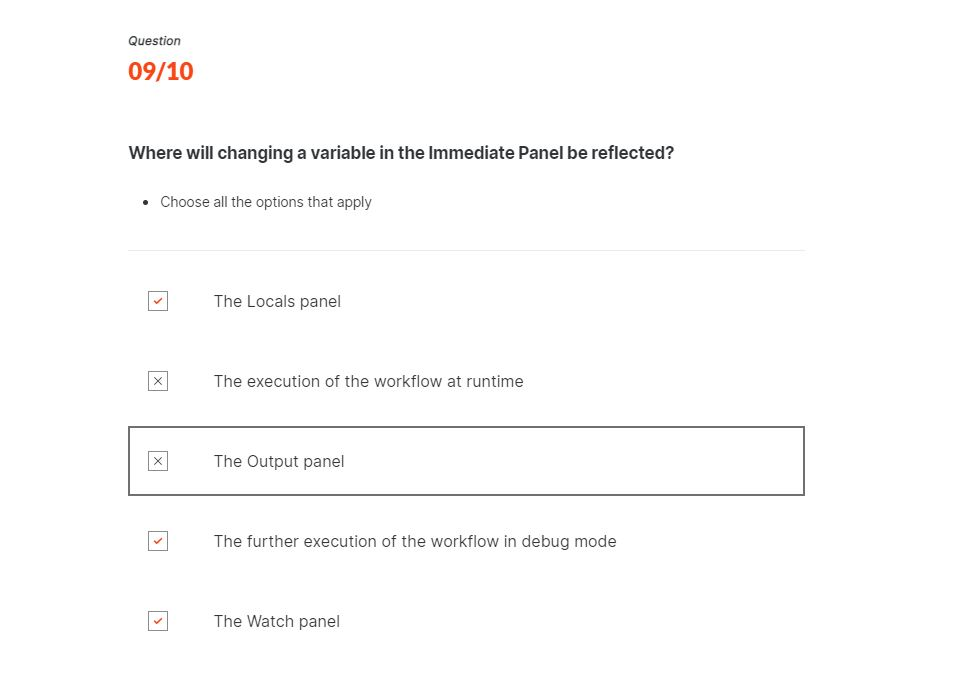 Question
09/10
Where will changing a variable in the Immediate Panel be reflected?
• Choose all the options that apply
The Locals panel
The execution of the workflow at runtime
The Output panel
The further execution of the workflow in debug mode
The Watch panel